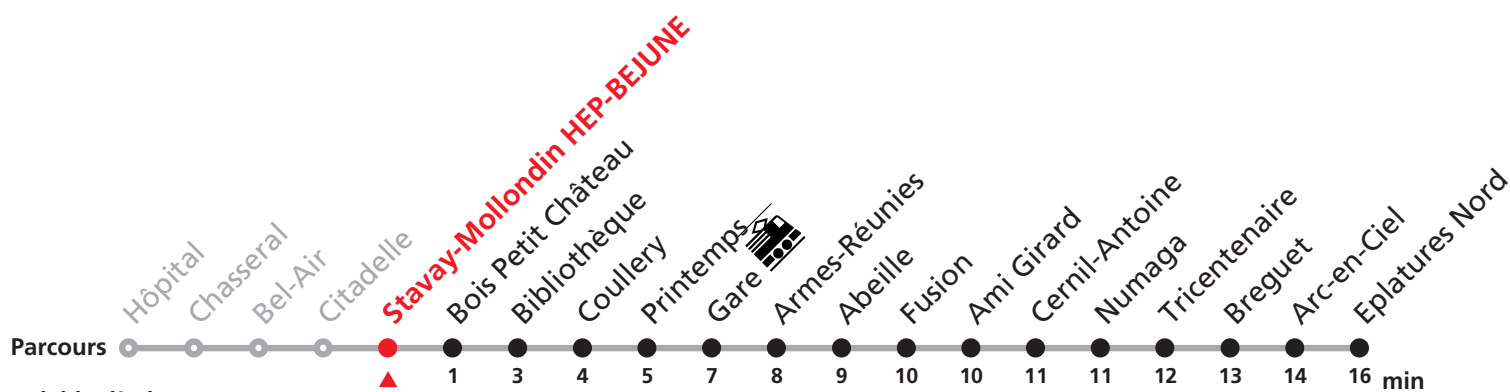 Hôpital
Chasseral
Bel-Air
Citadelle
Stavay-Mollondin HEP-BEJUNE
Bois Petit Château
Bibliothèque
Coullery
Printemps
Gare
Armes-Réunies
Abeille
Fusion
Ami Girard
Cernil-Antoine
Numaga
Tricentenaire
Breguet
Arc-en-Ciel
Eplatures Nord
Parcours
1 3 4 5 7 8 9 10 10 11 11 12 13 14 16 min